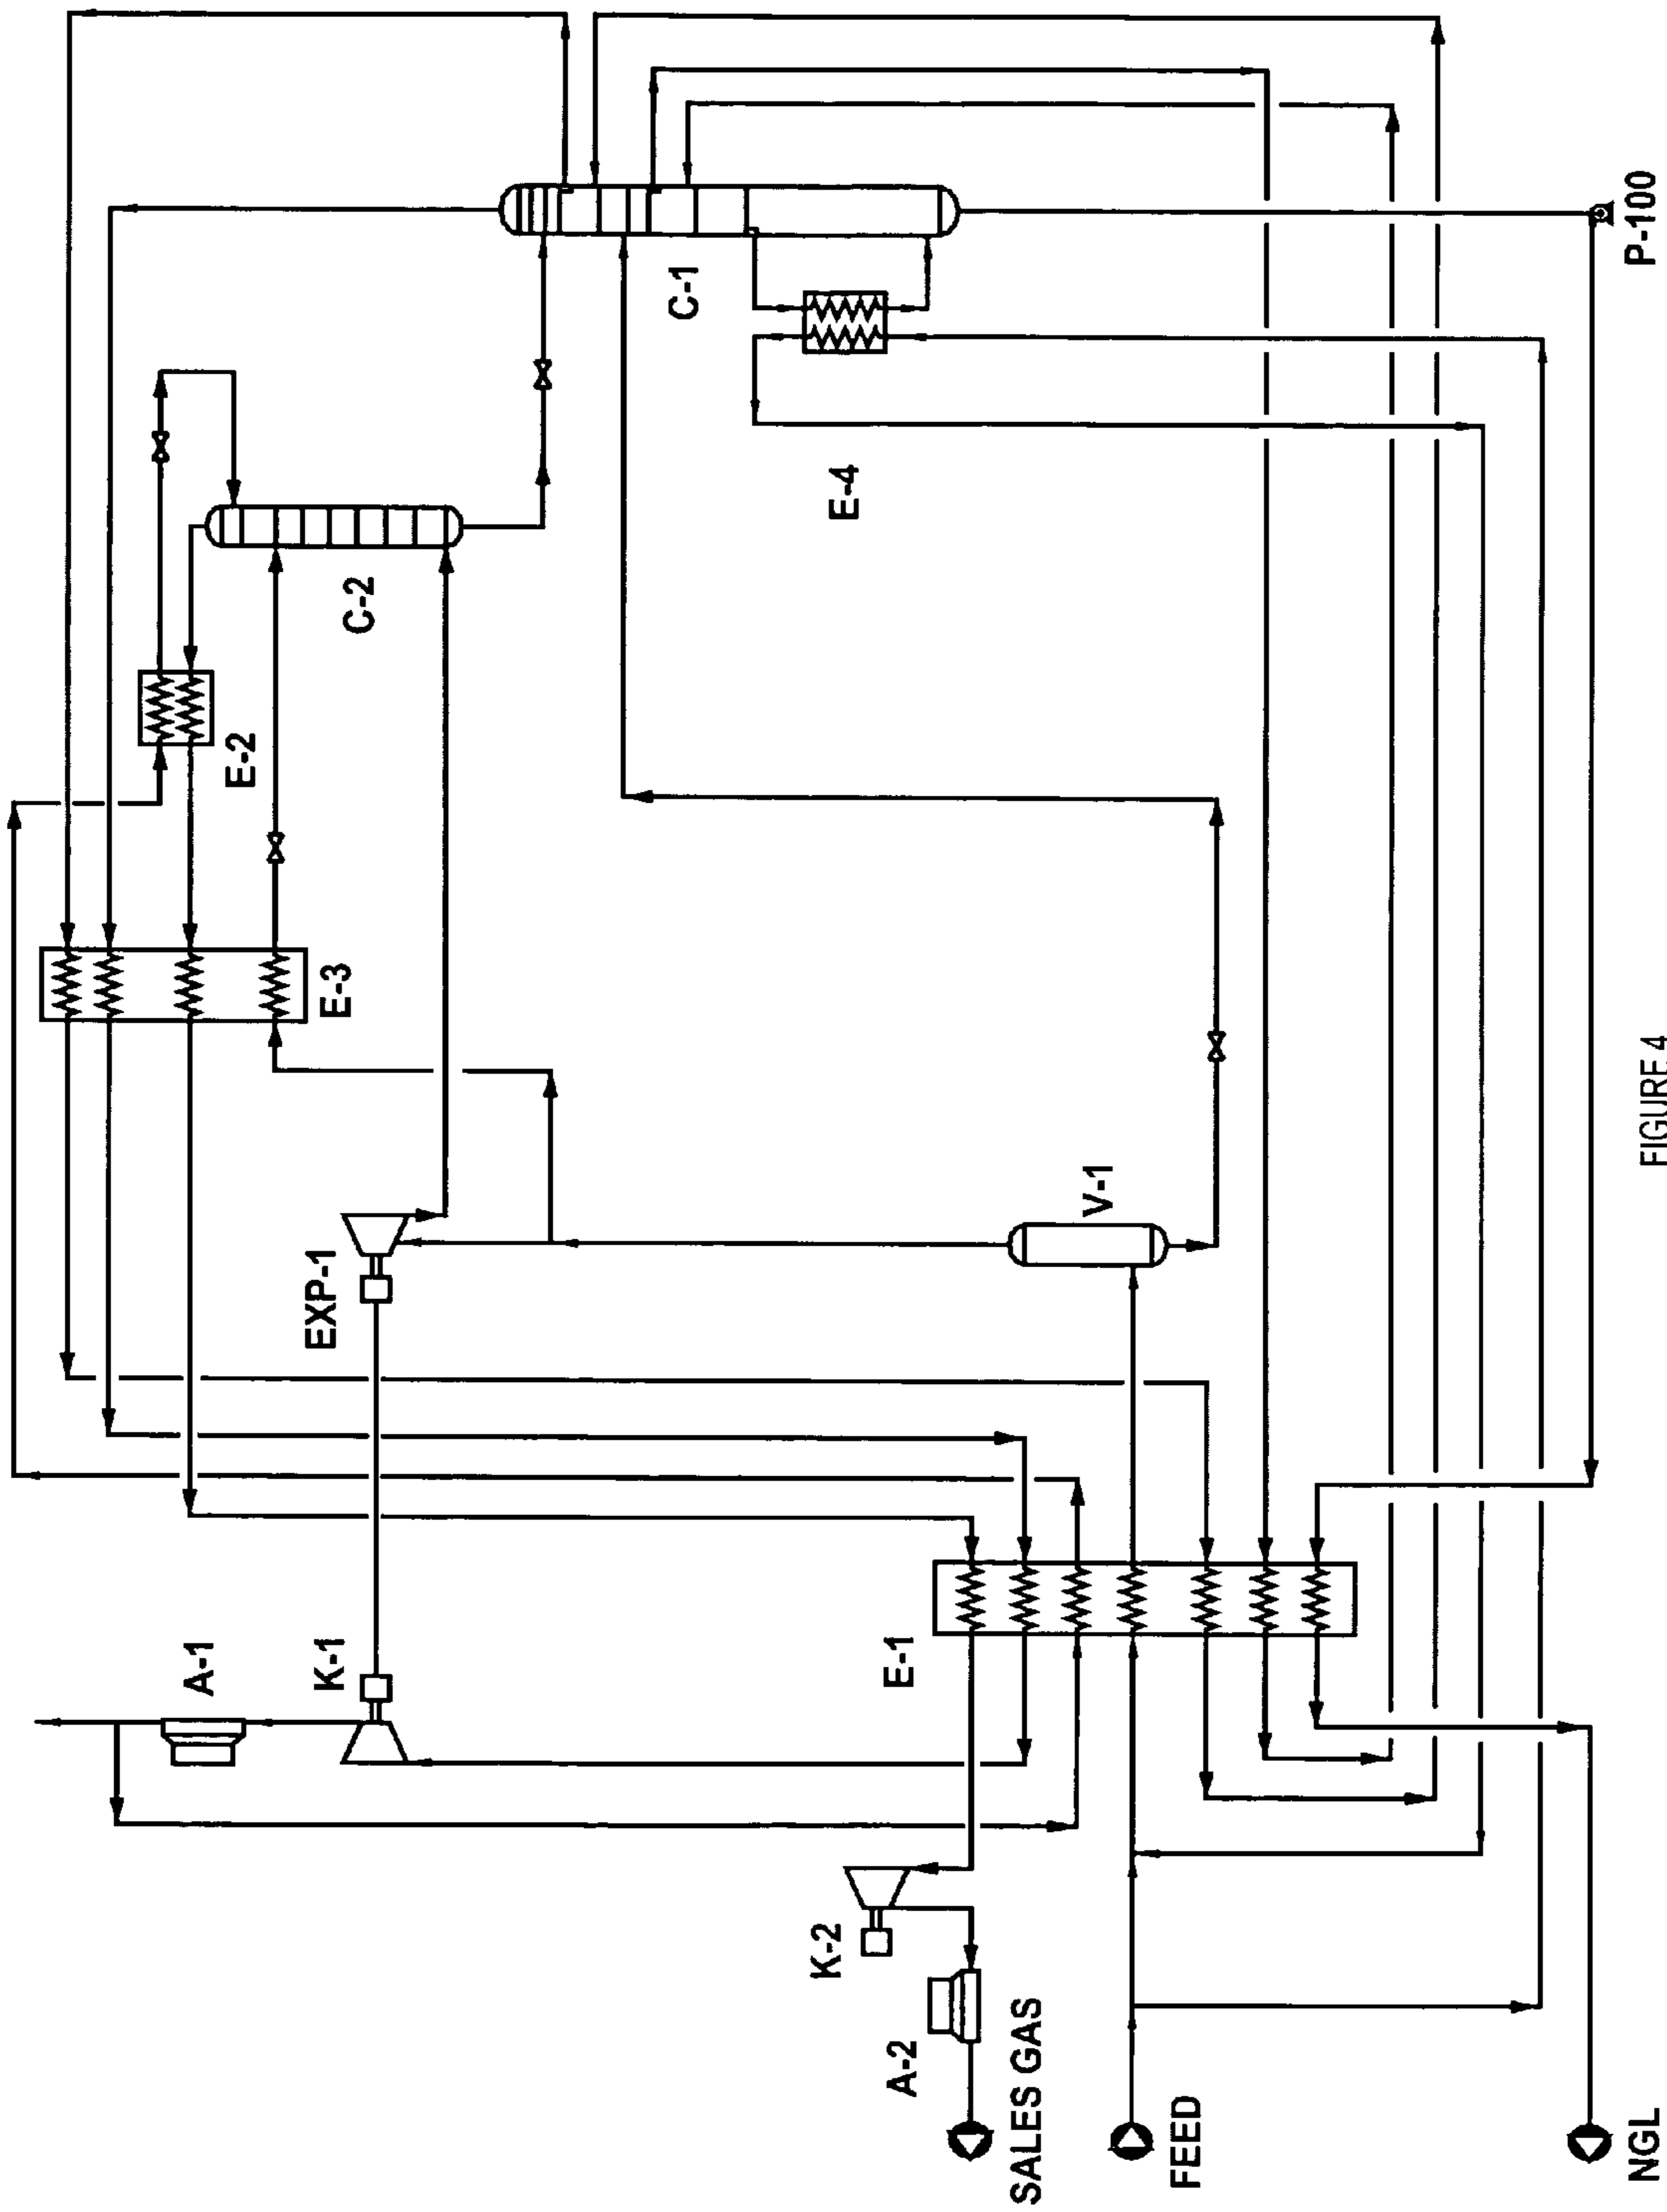 A-1
K-1
EXP-1
E-3
E-2
C-2
C-1
E-4
V-1
E-1
K-2
A-2
SALES GAS
FEED
NGL
P-100
FIGURE 4